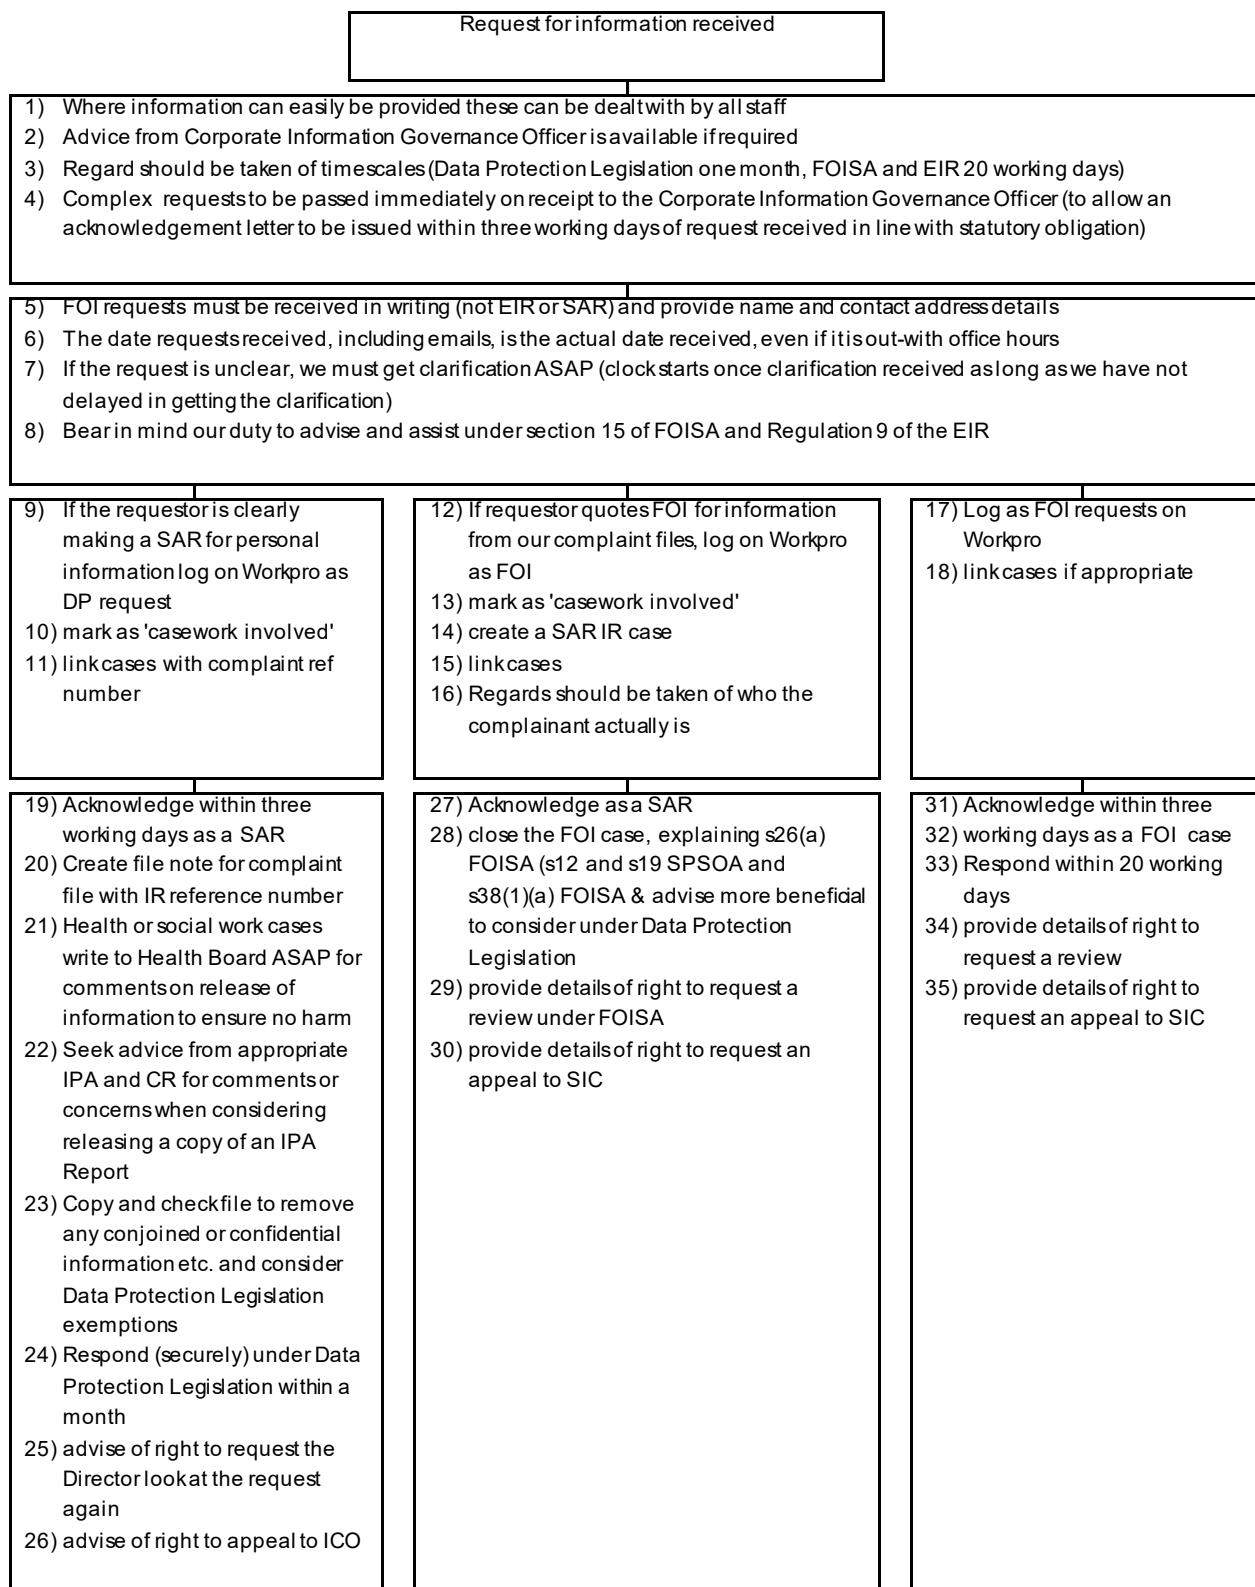 Request for information received
1) Where information can easily be provided these can be dealt with by all staff
2) Advice from Corporate Information Governance Officer is available if required
3) Regard should be taken of timescales (Data Protection Legislation one month, FOISA and EIR 20 working days)
4) Complex requests to be passed immediately on receipt to the Corporate Information Governance Officer (to allow an
acknowledgement letter to be issued within three working days of request received in line with statutory obligation)
5) FOI requests must be received in writing (not EIR or SAR) and provide name and contact address details
6) The date requests received, including emails, is the actual date received, even if it is out-with office hours
7) If the request is unclear, we must get clarification ASAP (clock starts once clarification received as long as we have not
delayed in getting the clarification)
8) Bear in mind our duty to advise and assist under section 15 of FOISA and Regulation 9 of the EIR
9) If the requestor is clearly
making a SAR for personal
information log on Workpro as
DP request
10) mark as 'casework involved'
11) link cases with complaint ref
number
12) If requestor quotes FOI for information
from our complaint files, log on Workpro
as FOI
13) mark as 'casework involved'
14) create a SAR IR case
15) link cases
16) Regards should be taken of who the
complainant actually is
17) Log as FOI requests on
Workpro
18) link cases if appropriate
19) Acknowledge within three
working days as a SAR
20) Create file note for complaint
file with IR reference number
21) Health or social work cases
write to Health Board ASAP for
comments on release of
information to ensure no harm
22) Seek advice from appropriate
IPA and CR for comments or
concerns when considering
releasing a copy of an IPA
Report
23) Copy and check file to remove
any conjoined or confidential
information etc. and consider
Data Protection Legislation
exemptions
24) Respond (securely) under Data
Protection Legislation within a
month
25) advise of right to request the
Director look at the request
again
26) advise of right to appeal to ICO
27) Acknowledge as a SAR
28) close the FOI case, explaining s26(a)
FOISA (s12 and s19 SPSOA and
s38(1)(a) FOISA & advise more beneficial
to consider under Data Protection
Legislation
29) provide details of right to request a
review under FOISA
30) provide details of right to request an
appeal to SIC
31) Acknowledge within three
32) working days as a FOI case
33) Respond within 20 working
days
34) provide details of right to
request a review
35) provide details of right to
request an appeal to SIC